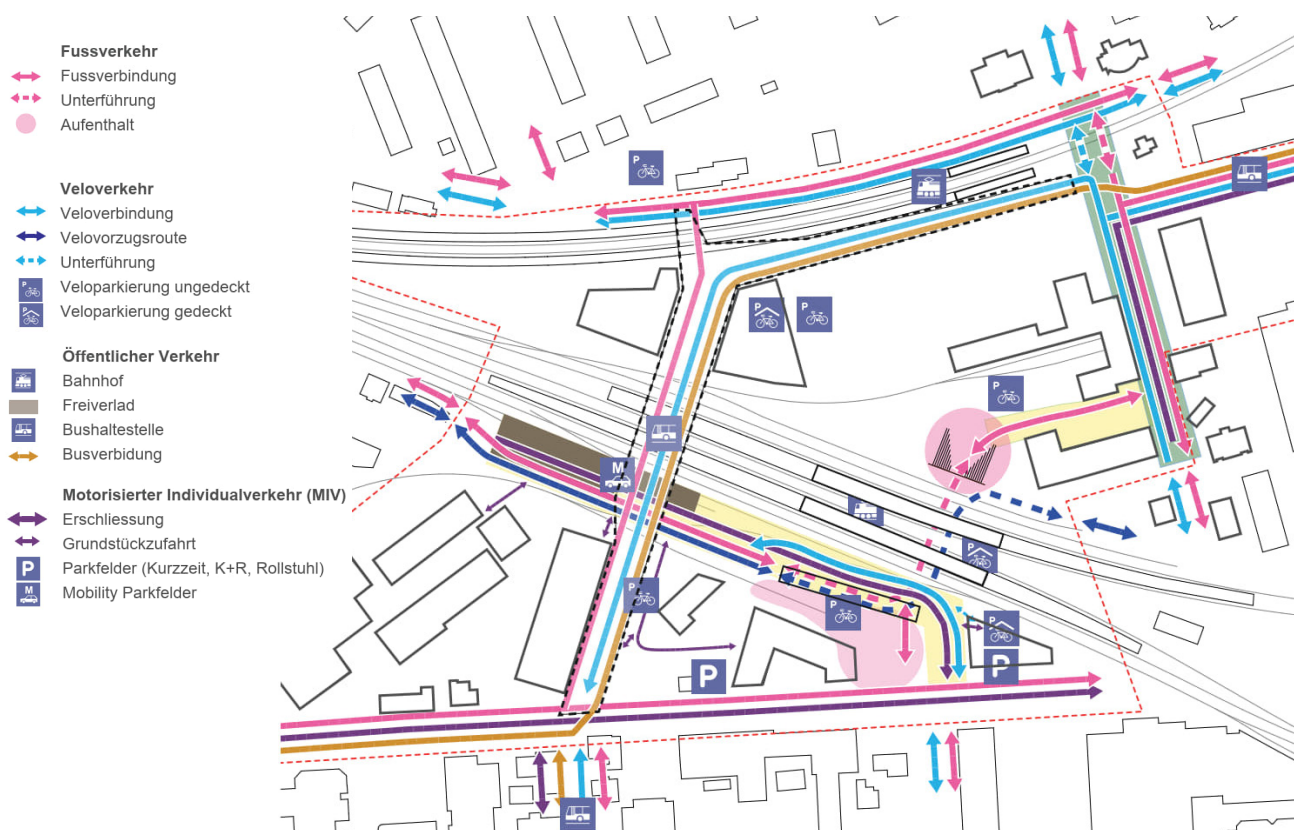 Fussverkehr
Fussverbindung
Unterführung
Aufenthalt
Veloverkehr
Veloverbindung
Velovorzugsroute
Unterführung
P Veloparkierung ungedeckt
P Veloparkierung gedeckt
Öffentlicher Verkehr
Bahnhof
Freiverlad
Bushaltestelle
Busverbidung
Motorisierter Individualverkehr (MIV)
Erschliessung
Grundstückzufahrt
P Parkfelder (Kurzzeit, K+R, Rollstuhl)
M Mobility Parkfelder
P
P
P
P
M
P
P
P
P
P
P